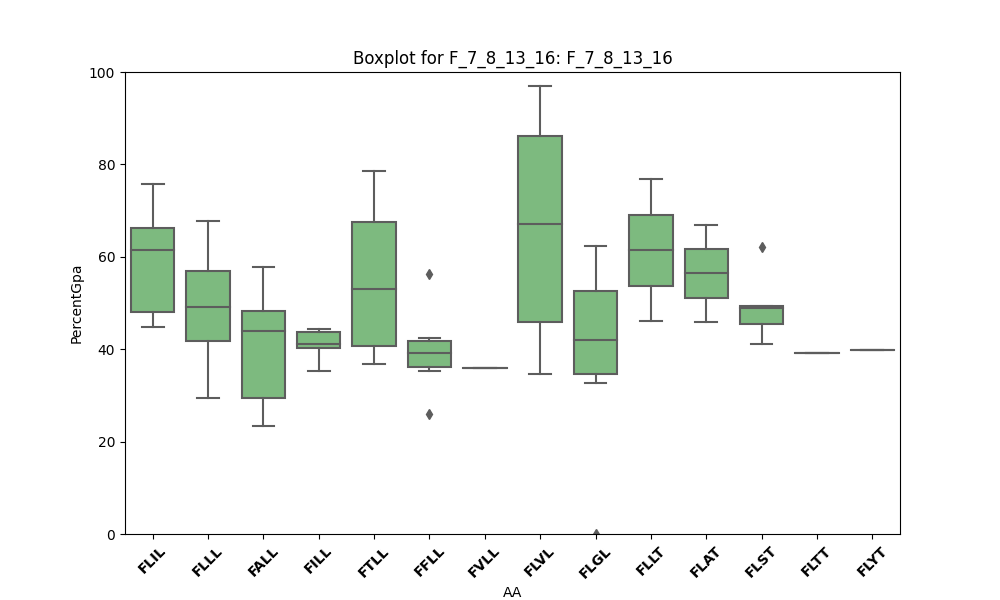 Boxplot for F_7_8_13_16: F_7_8_13_16
PercentGpa
100
80
60
40
20
0
FLIL FLLL FALL FILL FTLL FFLL FVLL FLVL FLGL FLLT FLAT FLST FLTT FLYT
AA